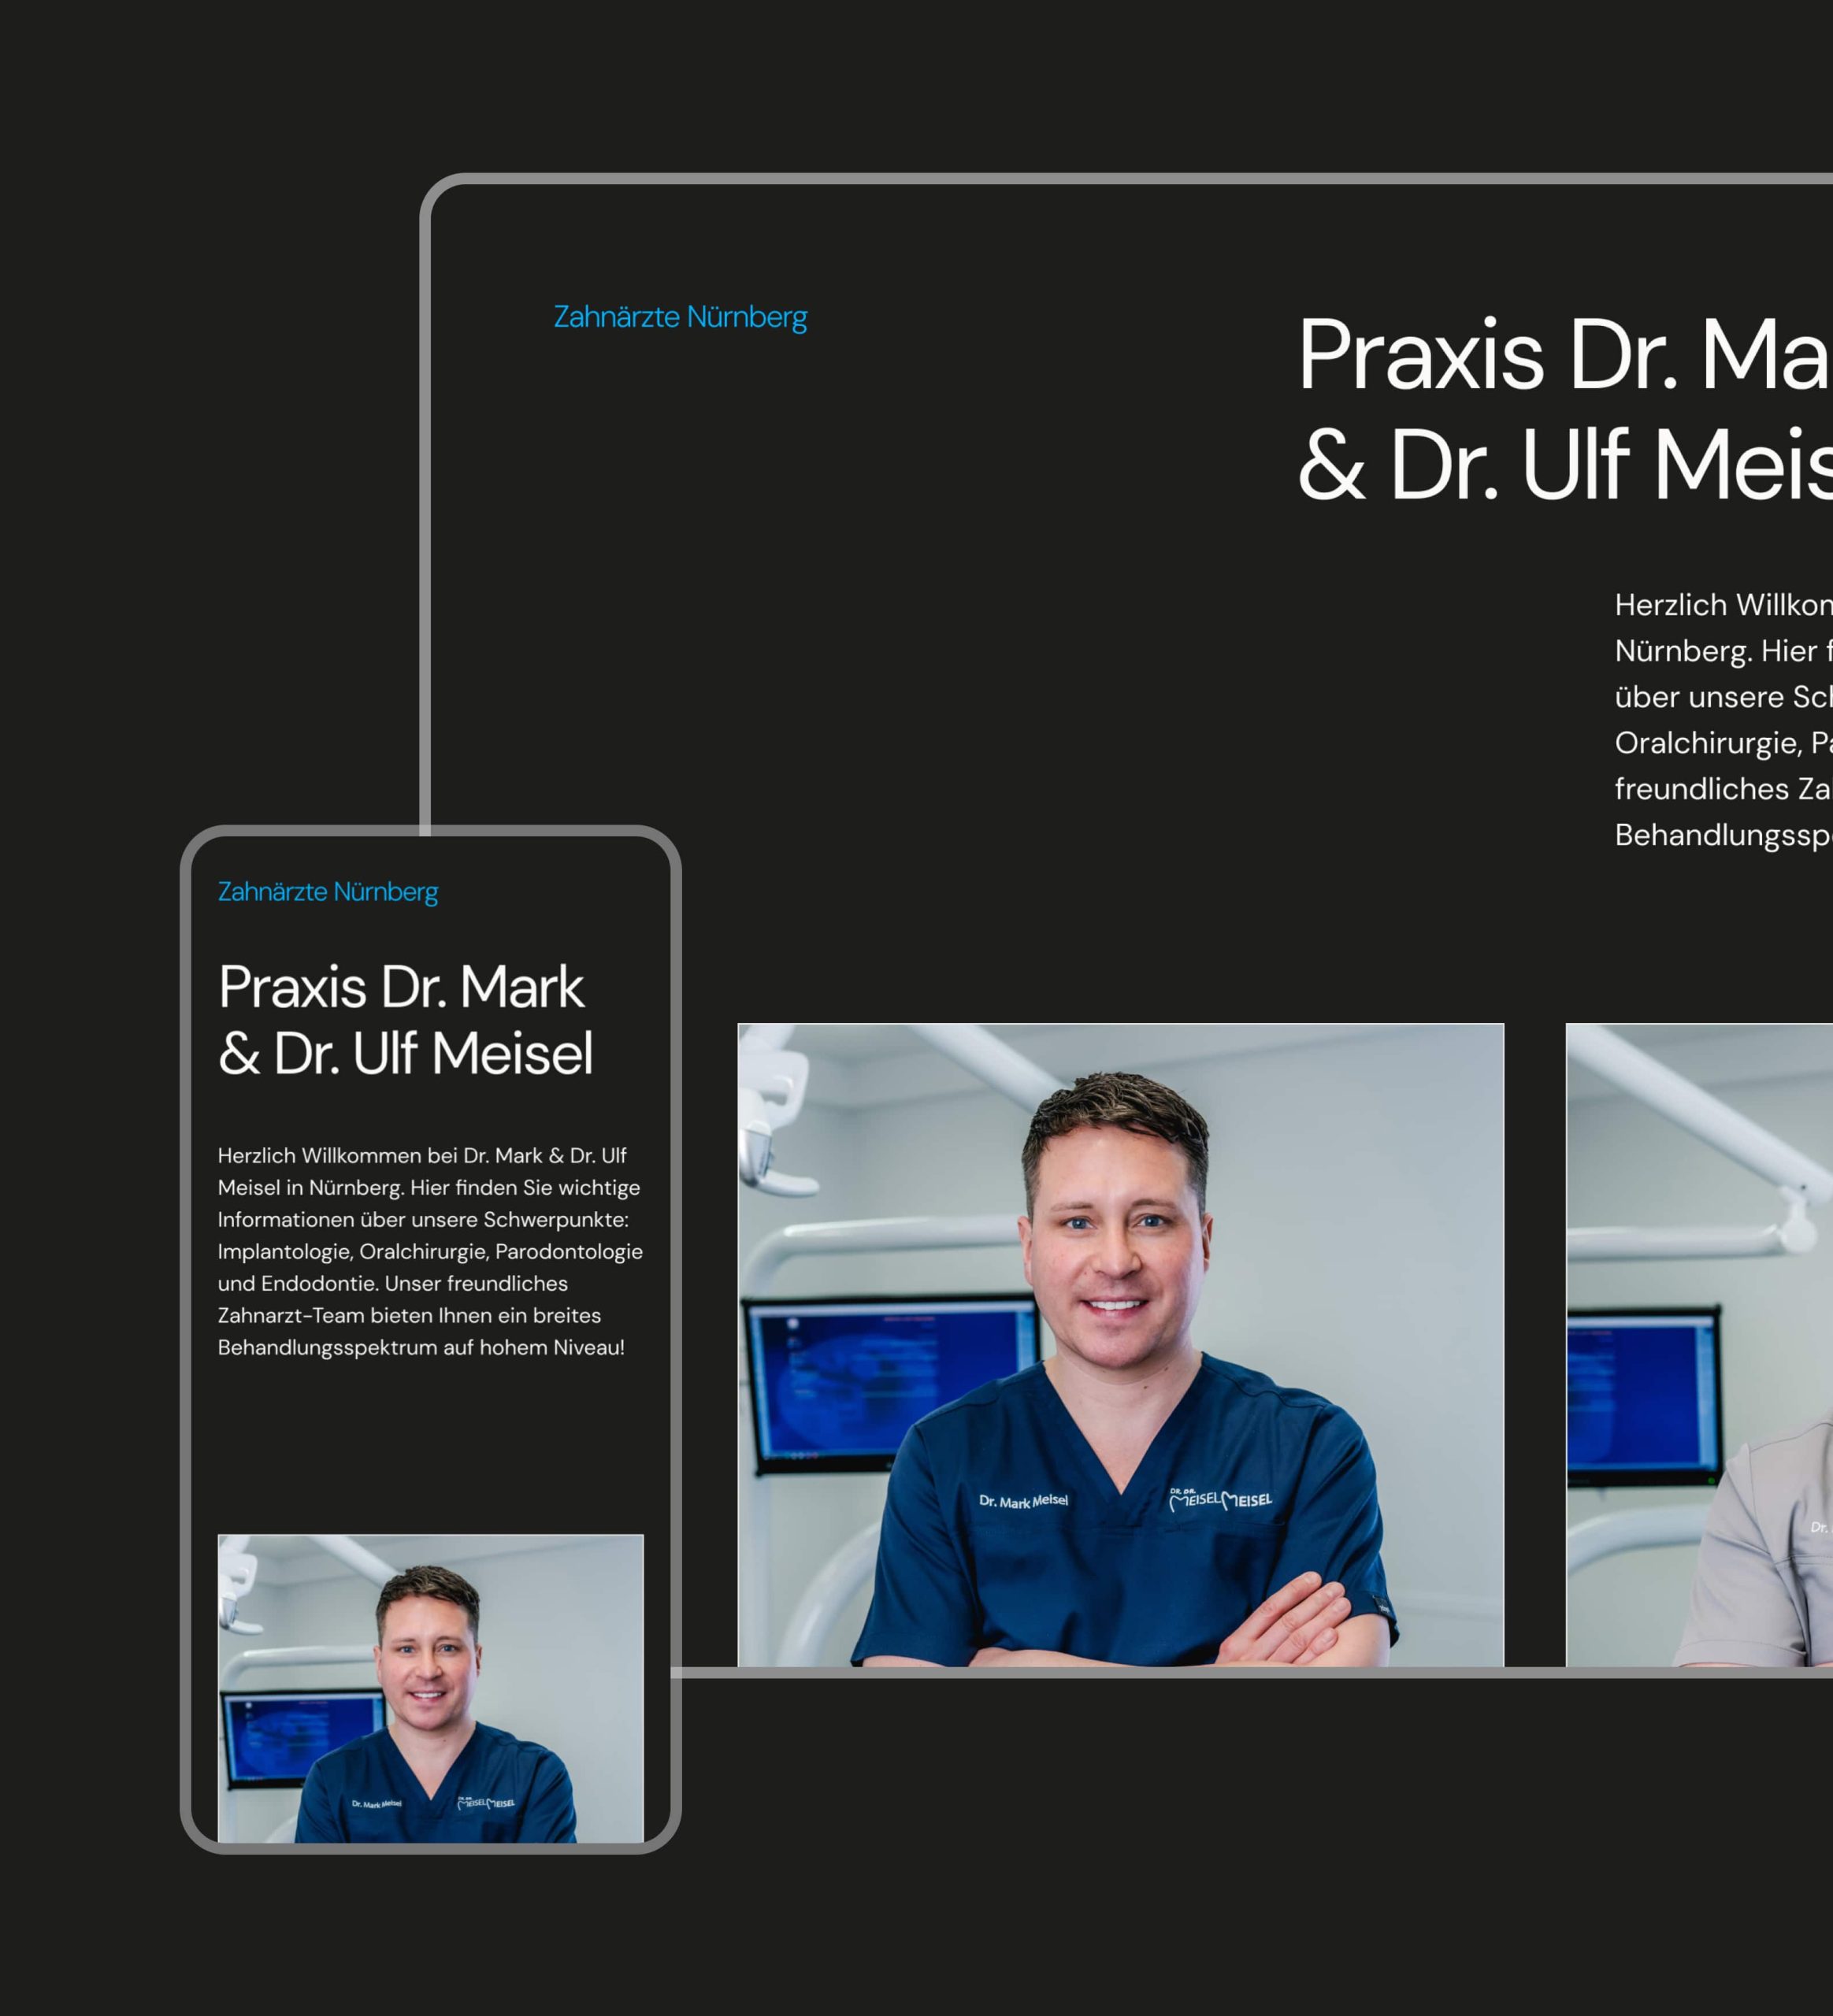 Zahnärzte Nürnberg
Praxis Dr. Ma
& Dr. Ulf Meis
Herzlich Willkom
Nürnberg. Hier f
über unsere Sch
Oralchirurgie, Pa
freundliches Za
Behandlungsspe
Zahnärzte Nürnberg
Praxis Dr. Mark
& Dr. Ulf Meisel
Herzlich Willkommen bei Dr. Mark & Dr. Ulf
Meisel in Nürnberg. Hier finden Sie wichtige
Informationen über unsere Schwerpunkte:
Implantologie, Oralchirurgie, Parodontologie
und Endodontie. Unser freundliches
Zahnarzt-Team bieten Ihnen ein breites
Behandlungsspektrum auf hohem Niveau!
Dr. Mark Meisel
DR. DR.
MEISEL MEISEL
Dr.
Dr. Mark Meisel
DR. DR.
MEISEL MEISEL